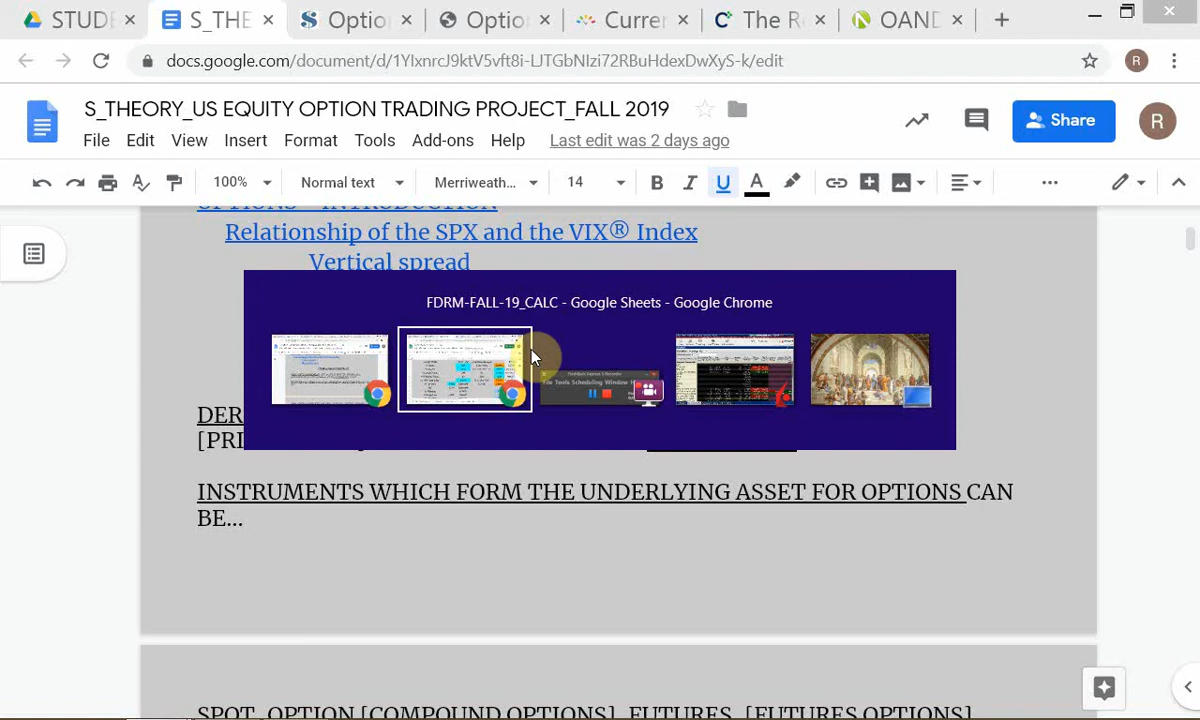 STUDE
S_THE
Optio
Optio
Currer
The R
OAND
docs.google.com/document/d/1YlxnrcJ9ktV5vft8i-LJTGbNIzi72RBuHdexDwXyS-k/edit
R
S_THEORY_US EQUITY OPTION TRADING PROJECT_FALL 2019
File Edit View Insert Format Tools Add-ons Help Last edit was 2 days ago
Share
R
100% Normal text Merriweath... 14 B I U A
OPTIONS - INTRODUCTION
Relationship of the SPX and the VIX® Index
Vertical spread
FDRM-FALL-19_CALC - Google Sheets - Google Chrome
DER
[PRI
INSTRUMENTS WHICH FORM THE UNDERLYING ASSET FOR OPTIONS CAN
BE...
SPOT, OPTION [COMPOUND OPTIONS], FUTURES, [FUTURES OPTIONS]